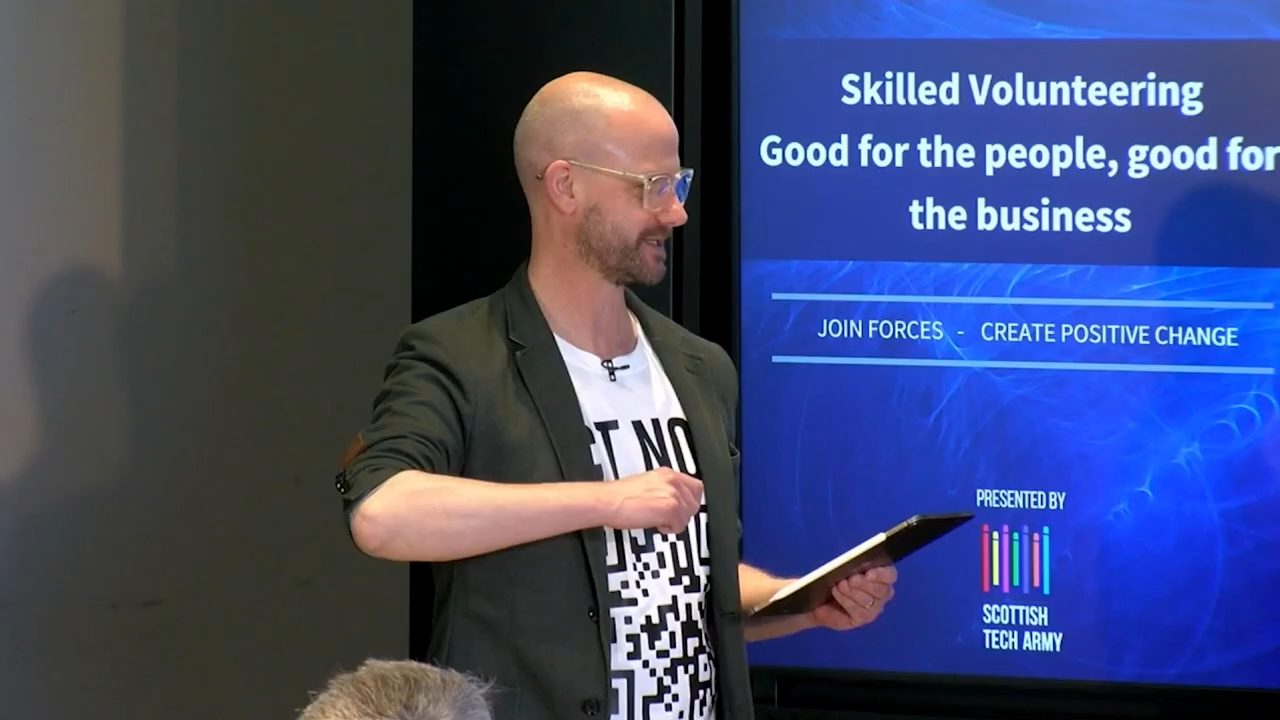 Skilled Volunteering
Good for the people, good for
the business
JOIN FORCES - CREATE POSITIVE CHANGE
PRESENTED BY
SCOTTISH
TECH ARMY
NO